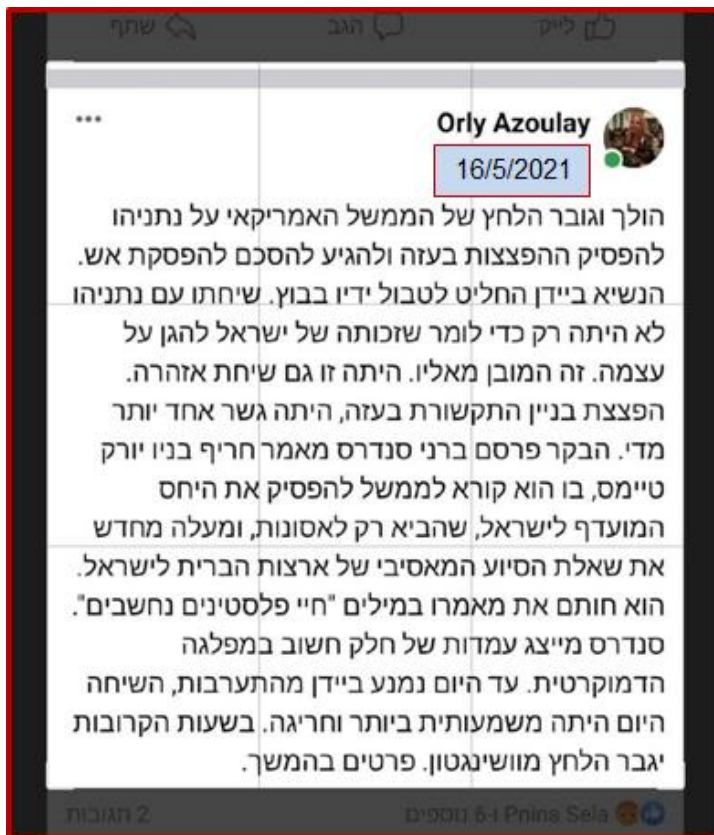 לייק הגב שתף
Orly Azoulay
16/5/2021
הולך וגובר הלחץ של הממשל האמריקאי על נתניהו
להפסיק ההפצצות בעזה ולהגיע להסכם להפסקת אש.
הנשיא ביידן החליט לטבול ידיו בבוץ. שיחתו עם נתניהו
לא היתה רק כדי לומר שזכותה של ישראל להגן על
עצמה. זה המובן מאליו. היתה זו גם שיחת אזהרה.
הפצצת בניין התקשורת בעזה, היתה גשר אחד יותר
מדי. הבקר פרסם ברני סנדרס מאמר חריף בניו יורק
טיימס, בו הוא קורא לממשל להפסיק את היחס
המועדף לישראל, שהביא רק לאסונות, ומעלה מחדש
את שאלת הסיוע המאסיבי של ארצות הברית לישראל.
הוא חותם את מאמרו במילים "חיי פלסטינים נחשבים".
סנדרס מייצג עמדות של חלק חשוב במפלגה
הדמוקרטית. עד היום נמנע ביידן מהתערבות, השיחה
היום היתה משמעותית ביותר וחריגה. בשעות הקרובות
יגבר הלחץ מוושינגטון. פרטים בהמשך.
Pnina Sela ו-6 נוספים 2 תגובות